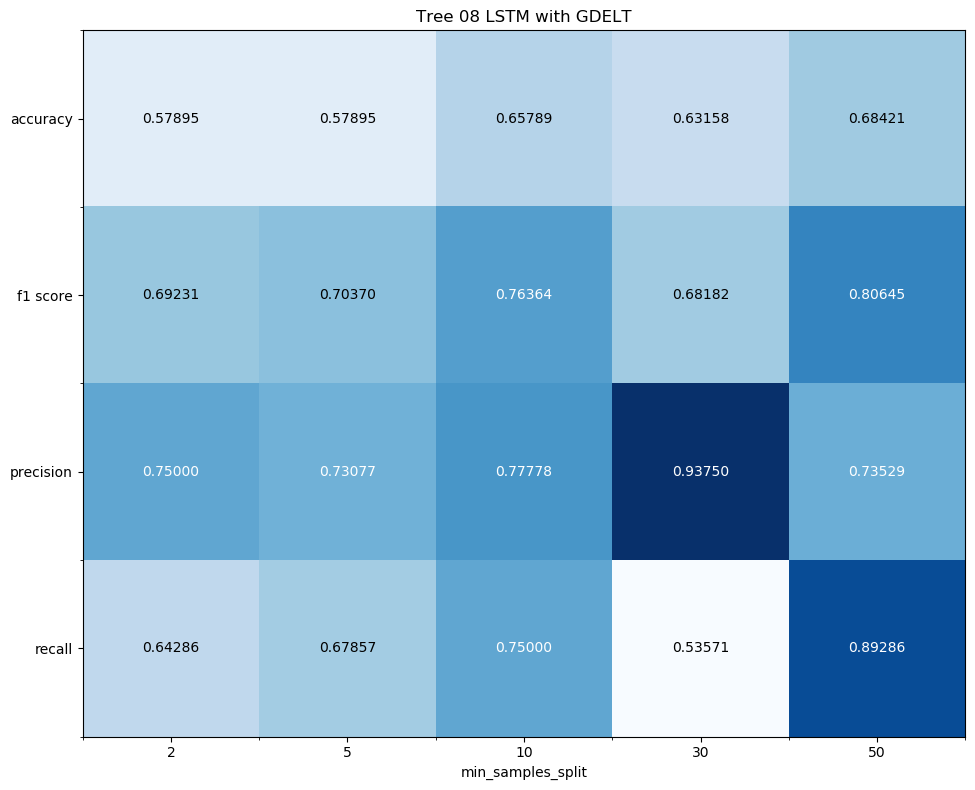 Tree 08 LSTM with GDELT
accuracy 0.57895 0.57895 0.65789 0.63158 0.68421
f1 score 0.69231 0.70370 0.76364 0.68182 0.80645
precision 0.75000 0.73077 0.77778 0.93750 0.73529
recall 0.64286 0.67857 0.75000 0.53571 0.89286
2 5 10 30 50
min_samples_split